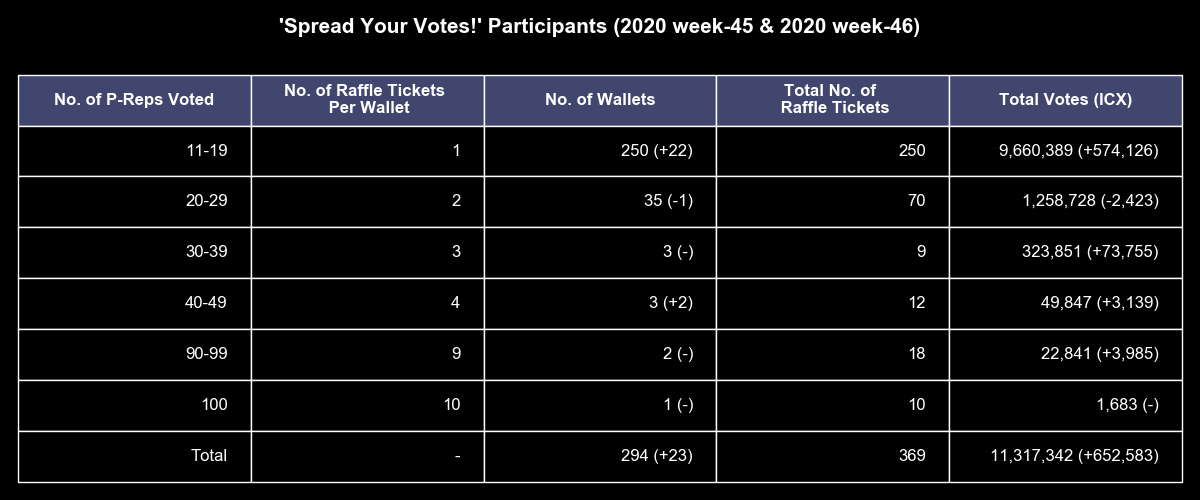 'Spread Your Votes!' Participants (2020 week-45 & 2020 week-46)
No. of P-Reps Voted No. of Raffle Tickets Per Wallet No. of Wallets Total No. of Raffle Tickets Total Votes (ICX)
11-19 1 250 (+22) 250 9,660,389 (+574,126)
20-29 2 35 (-1) 70 1,258,728 (-2,423)
30-39 3 3 (-) 9 323,851 (+73,755)
40-49 4 3 (+2) 12 49,847 (+3,139)
90-99 9 2 (-) 18 22,841 (+3,985)
100 10 1 (-) 10 1,683 (-)
Total - 294 (+23) 369 11,317,342 (+652,583)